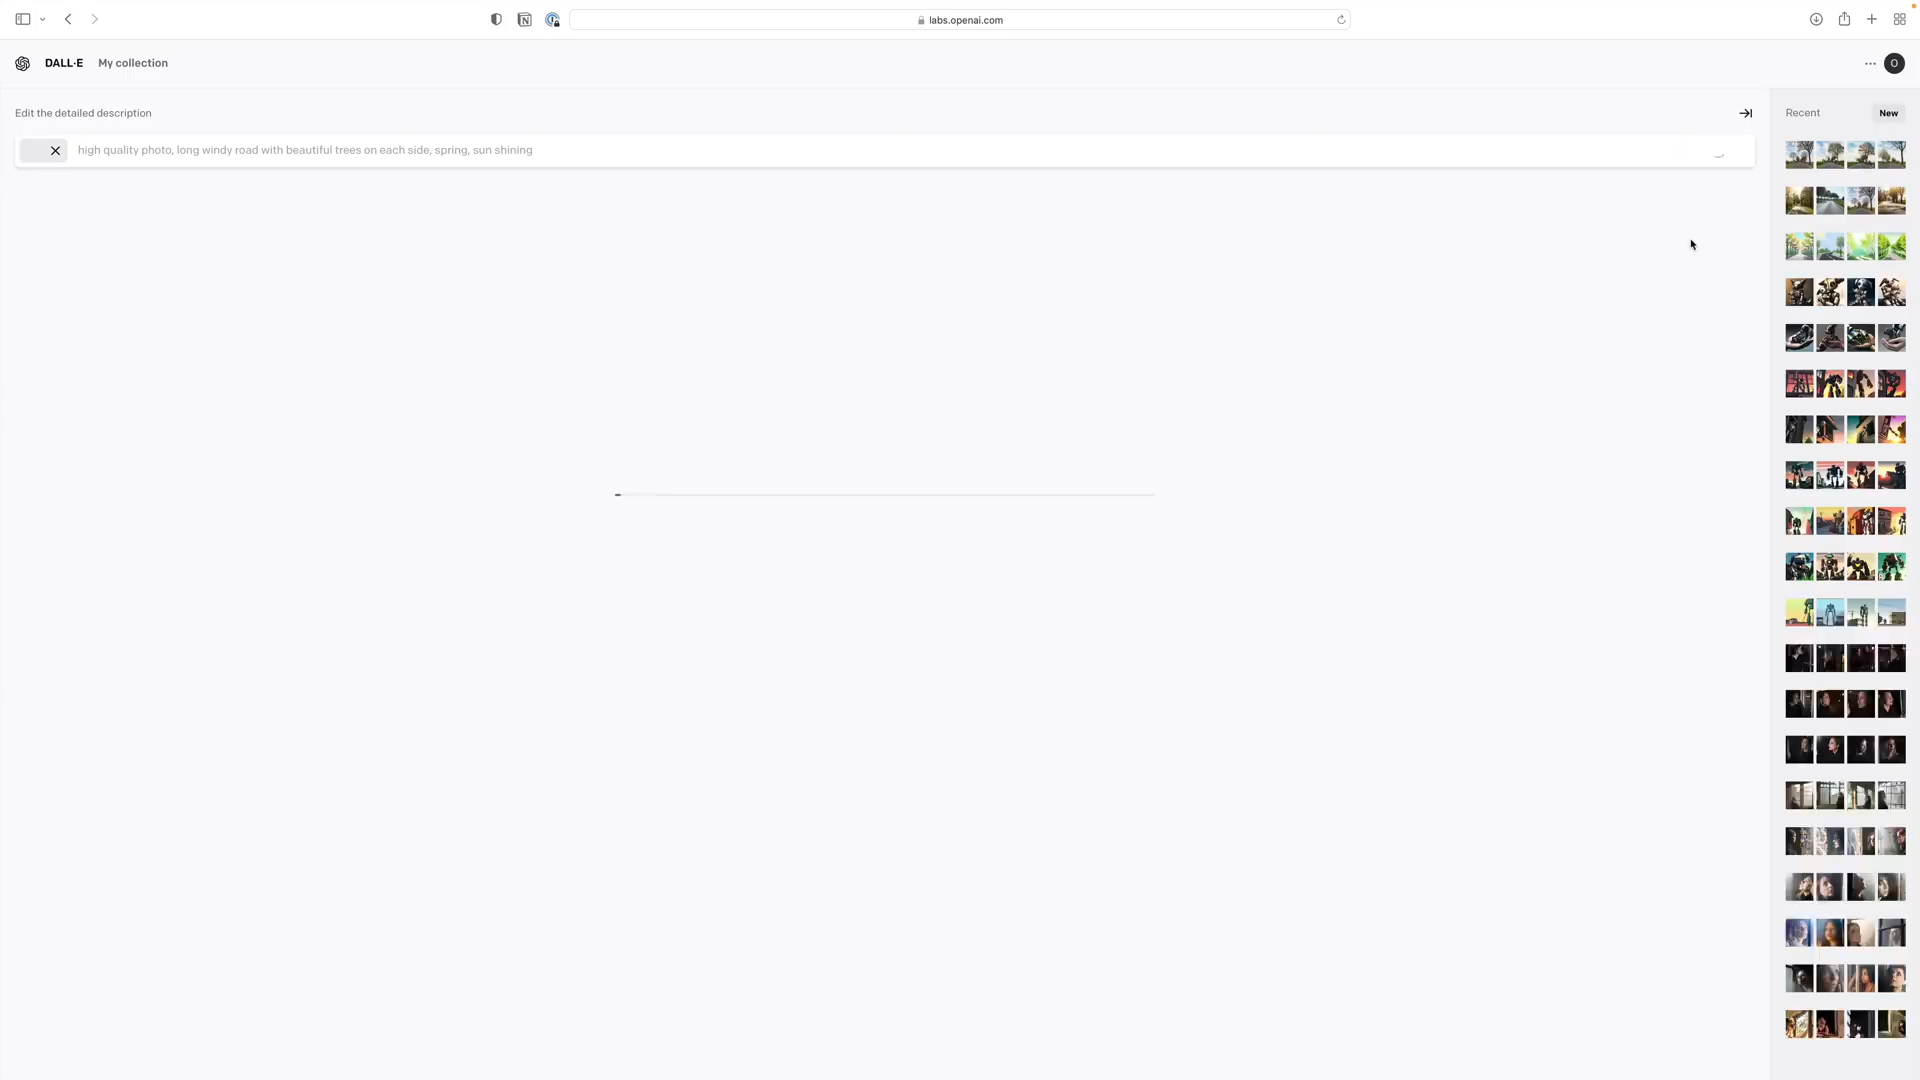 labs.openai.com
DALL·E My collection
··· O
Edit the detailed description
Recent New
high quality photo, long windy road with beautiful trees on each side, spring, sun shining